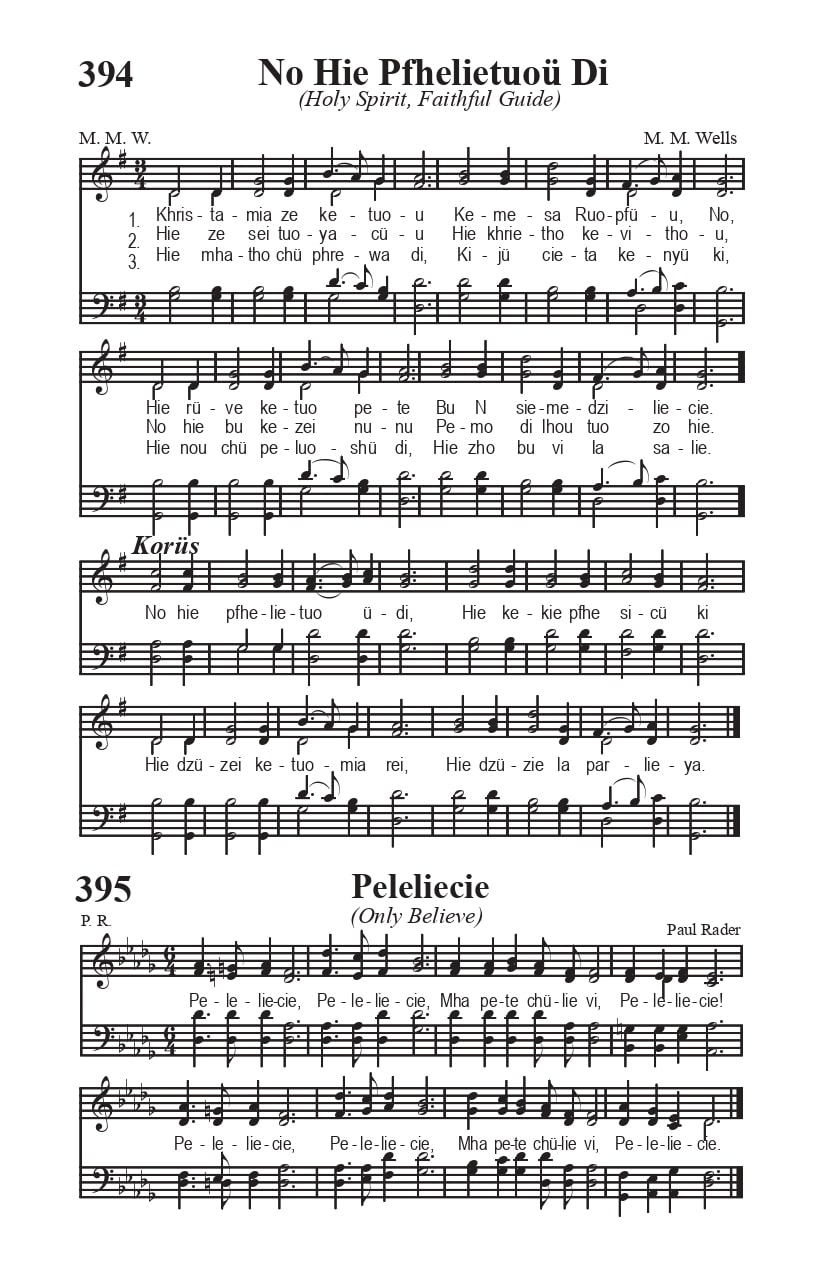 394 No Hie Pfhelietuoü Di
(Holy Spirit, Faithful Guide)
M. M. W. M. M. Wells
1. Khris - ta - mia ze ke - tuo - u Ke - me - sa Ruo - pfü - u, No,
2. Hie ze sei tuo - ya - cü - u Hie khrie - tho ke - vi - tho - u,
3. Hie mha - tho chü phre - wa di, Ki - jü cie - ta ke - nyü ki,
Hie rü - ve ke - tuo pe - te Bu N sie - me - dzi - lie - cie.
No hie bu ke - zei nu - nu Pe - mo di lhou tuo zo hie.
Hie nou chü pe - luo - shü di, Hie zho bu vi la sa - lie.
Korüs
No hie pfhe - lie - tuo ü - di, Hie ke - kie pfhe si - cü ki
Hie dzü - zei ke - tuo - mia rei, Hie dzü - zie la par - lie - ya.
395 Peleliecie
(Only Believe)
P. R. Paul Rader
Pe - le - lie - cie, Pe - le - lie - cie, Mha pe - te chü - lie vi, Pe - le - lie - cie!
Pe - le - lie - cie, Pe - le - lie - cie, Mha pe - te chü - lie vi, Pe - le - lie - cie.